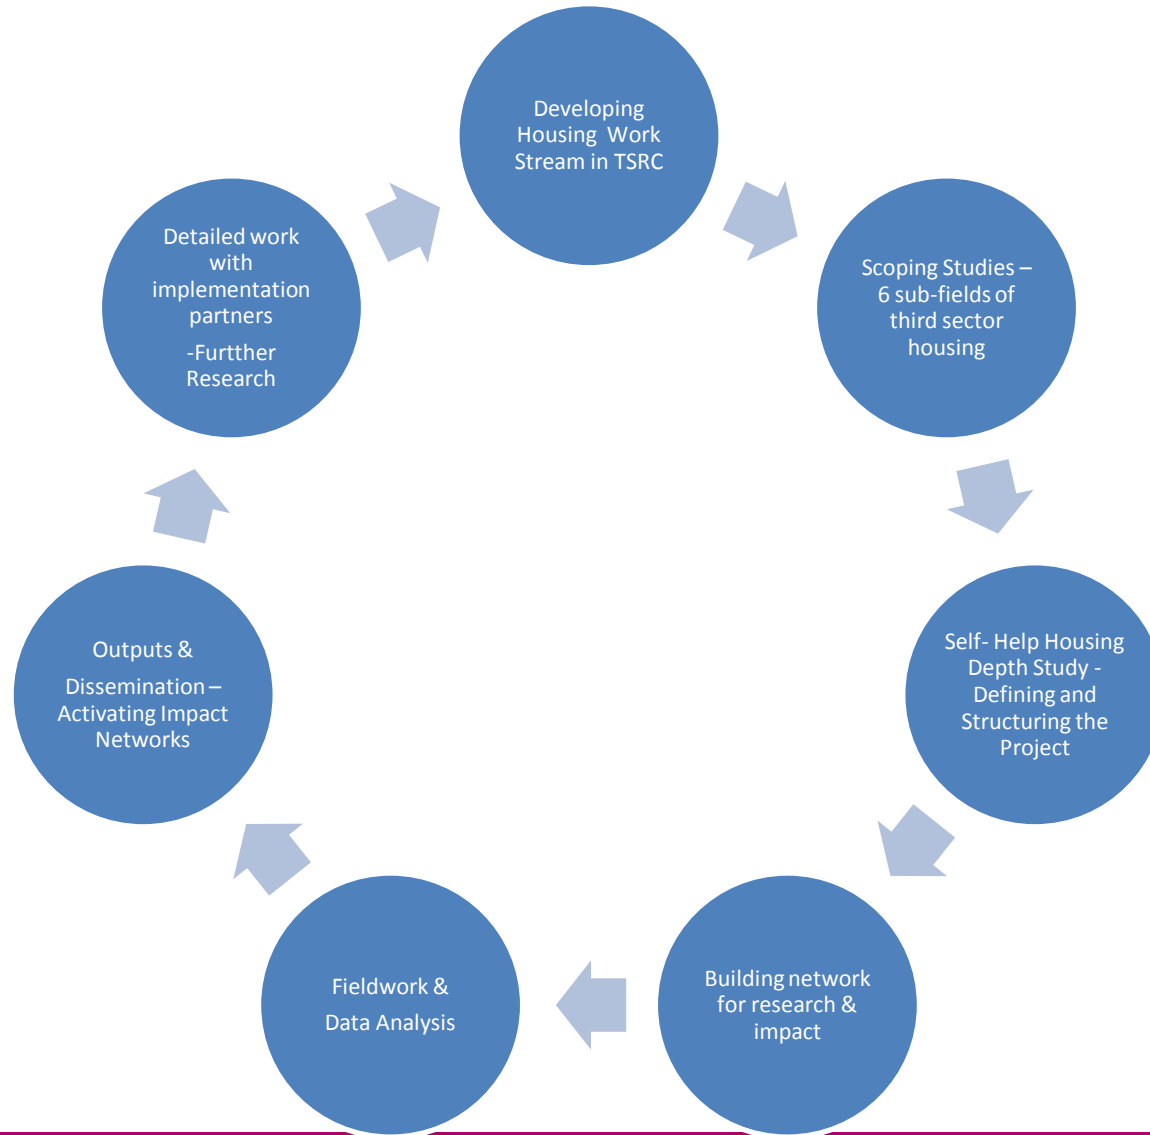 Developing
Housing Work
Stream in TSRC
Scoping Studies –
6 sub-fields of
third sector
housing
Self- Help Housing
Depth Study -
Defining and
Structuring the
Project
Building network
for research &
impact
Fieldwork &
Data Analysis
Outputs &
Dissemination –
Activating Impact
Networks
Detailed work
with
implementation
partners
-Furtther
Research